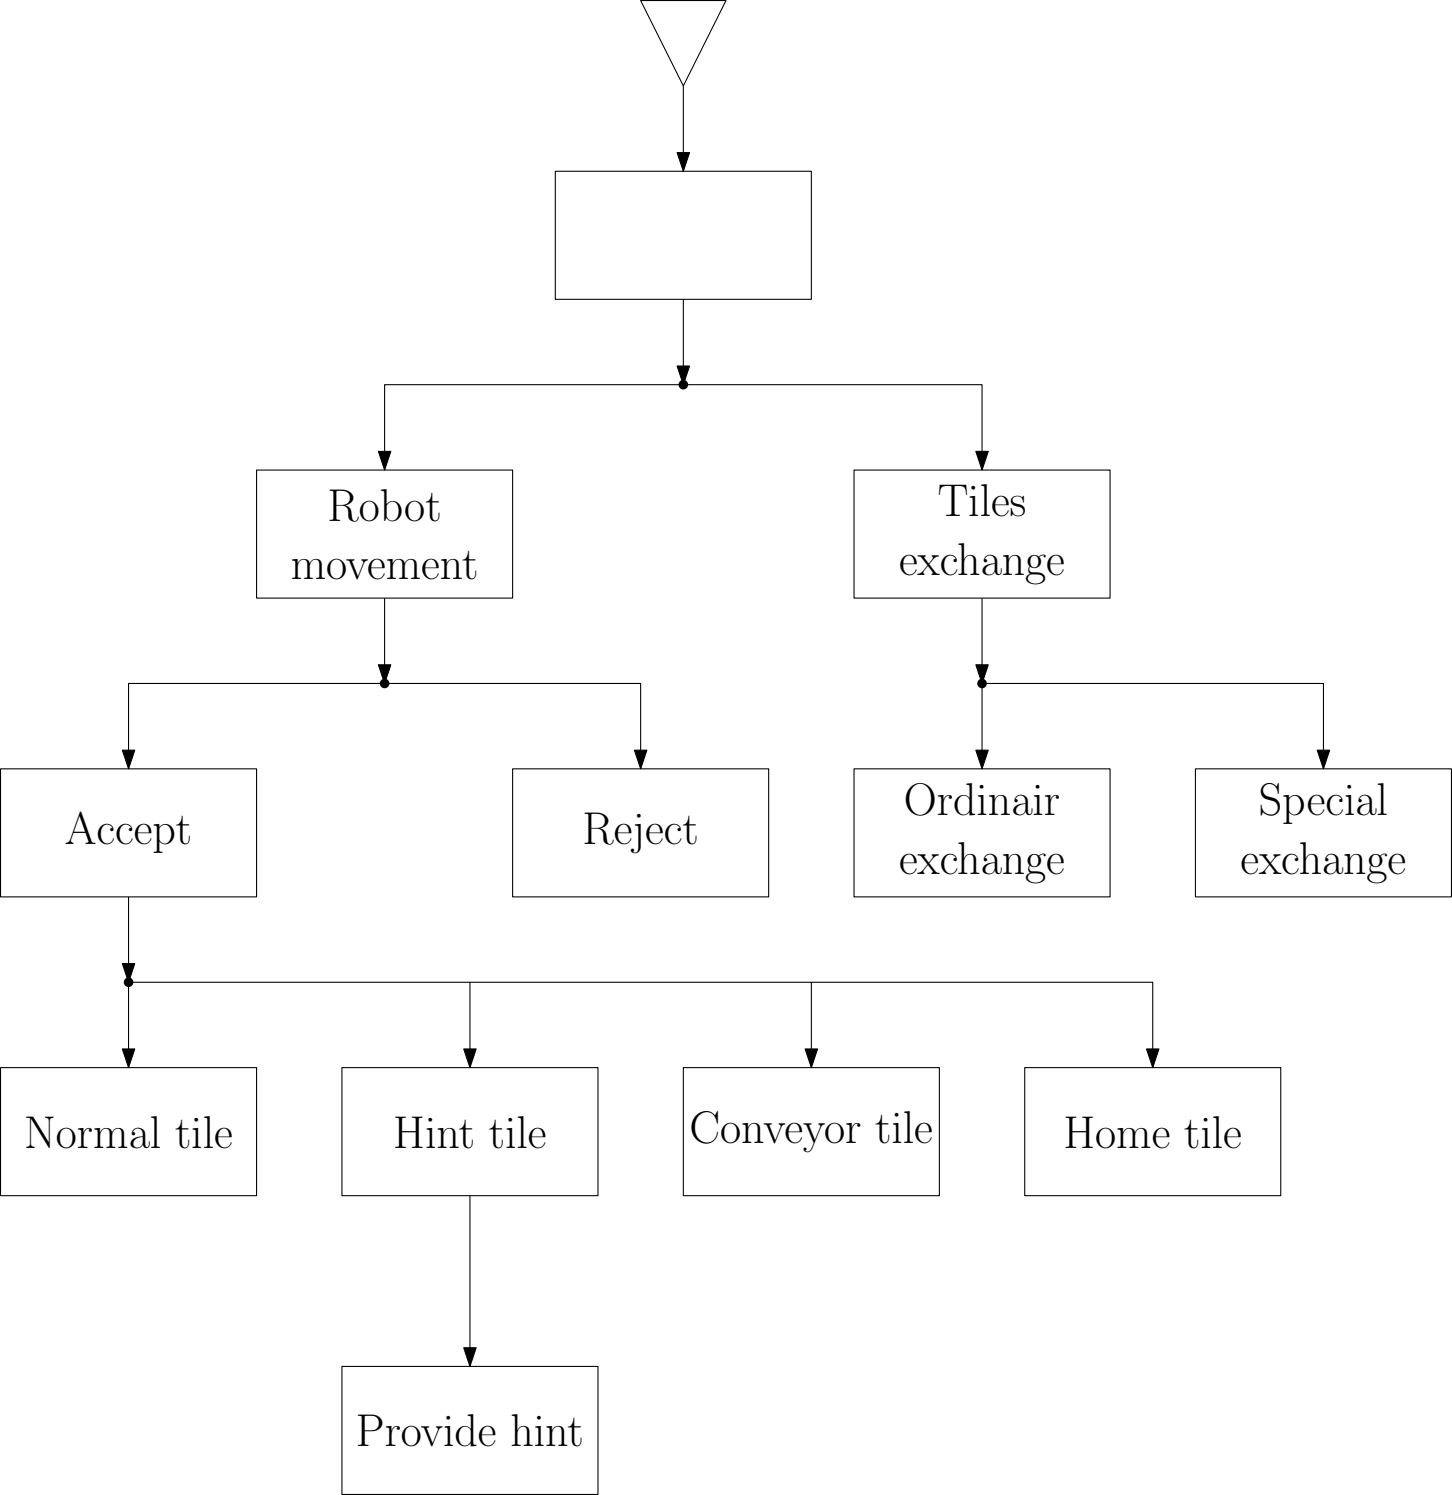 Robot
movement
Tiles
exchange
Accept
Reject
Ordinair
exchange
Special
exchange
Normal tile
Hint tile
Conveyor tile
Home tile
Provide hint